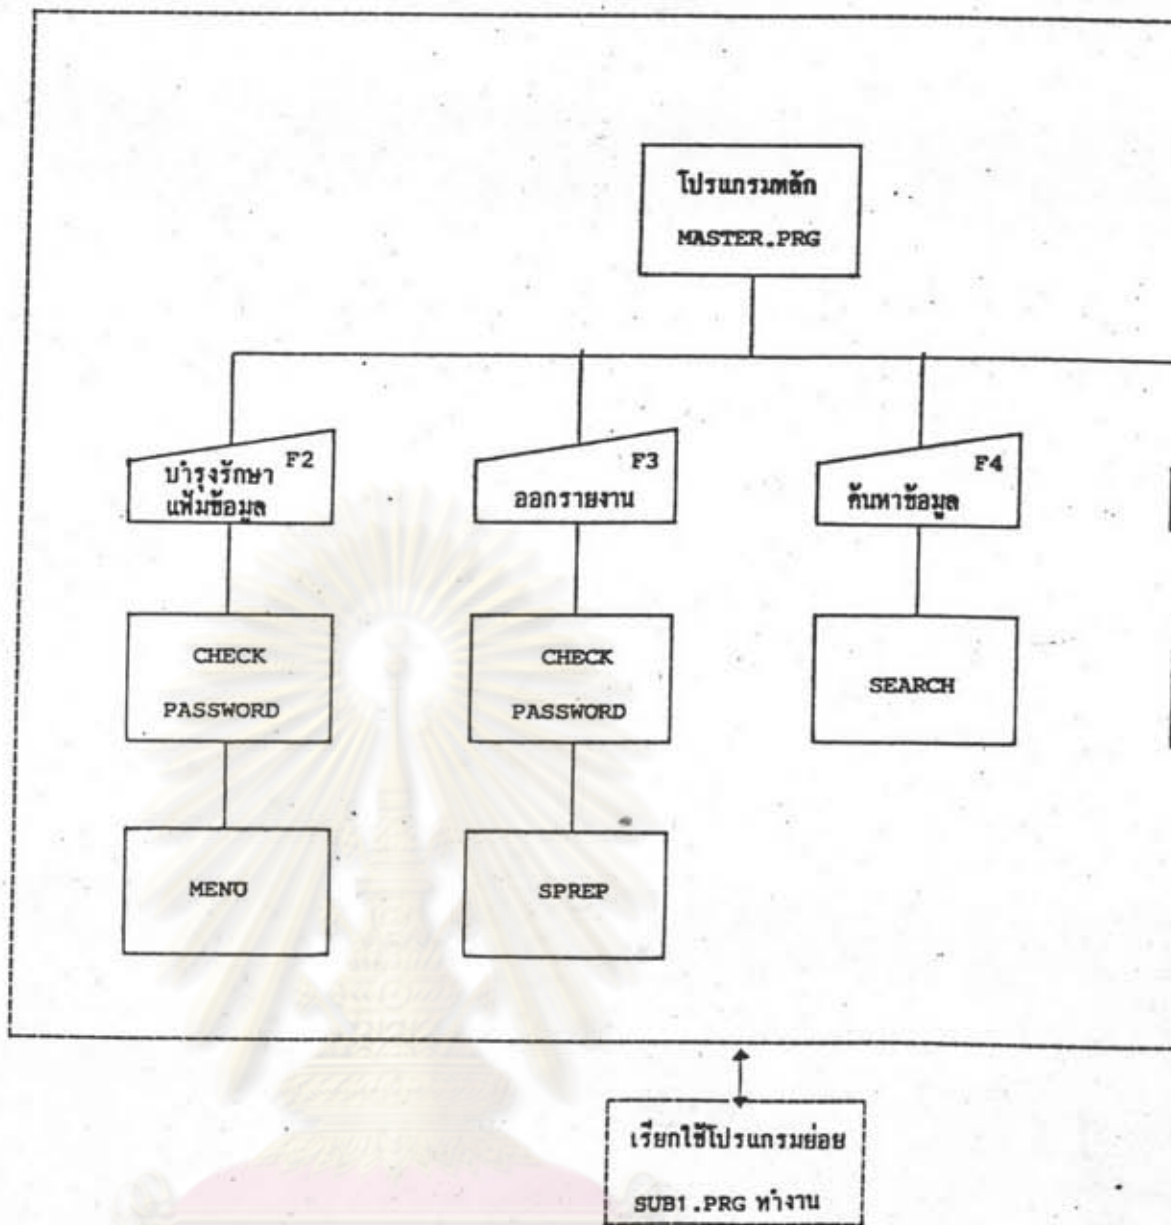 โปรแกรมหลัก
MASTER.PRG
F2
บำรุงรักษา
แฟ้มข้อมูล
F3
ออกรายงาน
F4
ค้นหาข้อมูล
CHECK
PASSWORD
CHECK
PASSWORD
SEARCH
MENU
SPREP
เรียกใช้โปรแกรมย่อย
SUB1.PRG ทำงาน